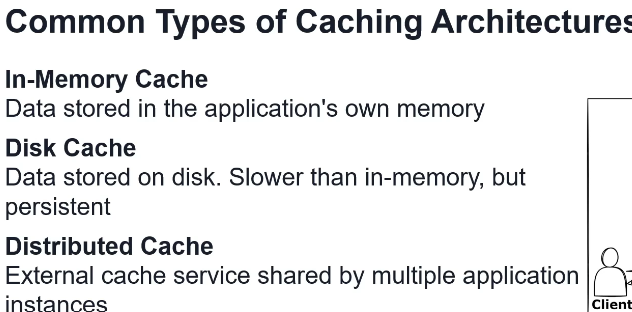 Common Types of Caching Architectures
In-Memory Cache
Data stored in the application's own memory
Disk Cache
Data stored on disk. Slower than in-memory, but
persistent
Distributed Cache
External cache service shared by multiple application
instances
Client